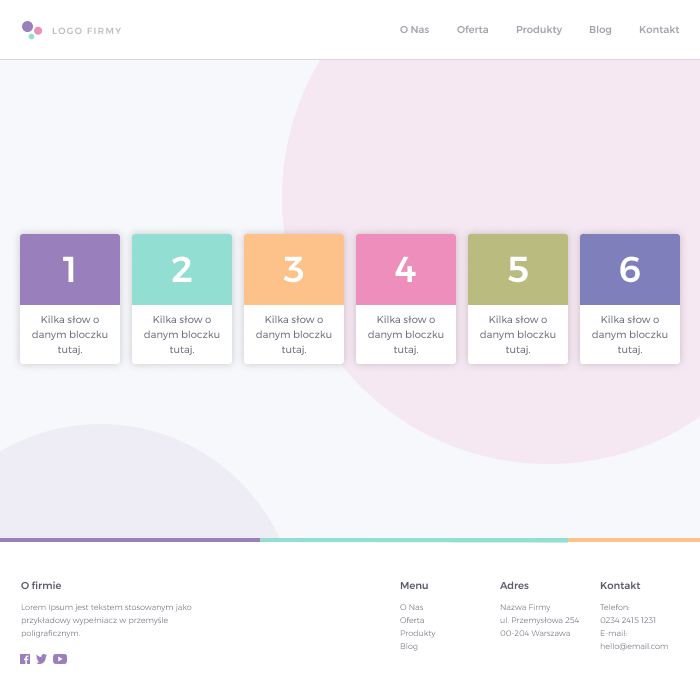 LOGO FIRMY
O Nas Oferta Produkty Blog Kontakt
1 2 3 4 5 6
Kilka słow o Kilka słow o Kilka słow o Kilka słow o Kilka słow o Kilka słow o
danym bloczku danym bloczku danym bloczku danym bloczku danym bloczku danym bloczku
tutaj. tutaj. tutaj. tutaj. tutaj. tutaj.
O firmie
Lorem Ipsum jest tekstem stosowanym jako
przykładowy wypełniacz w przemyśle
poligraficznym.
Menu
O Nas
Oferta
Produkty
Blog
Adres
Nazwa Firmy
ul. Przemysłowa 254
00-204 Warszawa
Kontakt
Telefon:
0234 2415 1231
E-mail:
hello@email.com